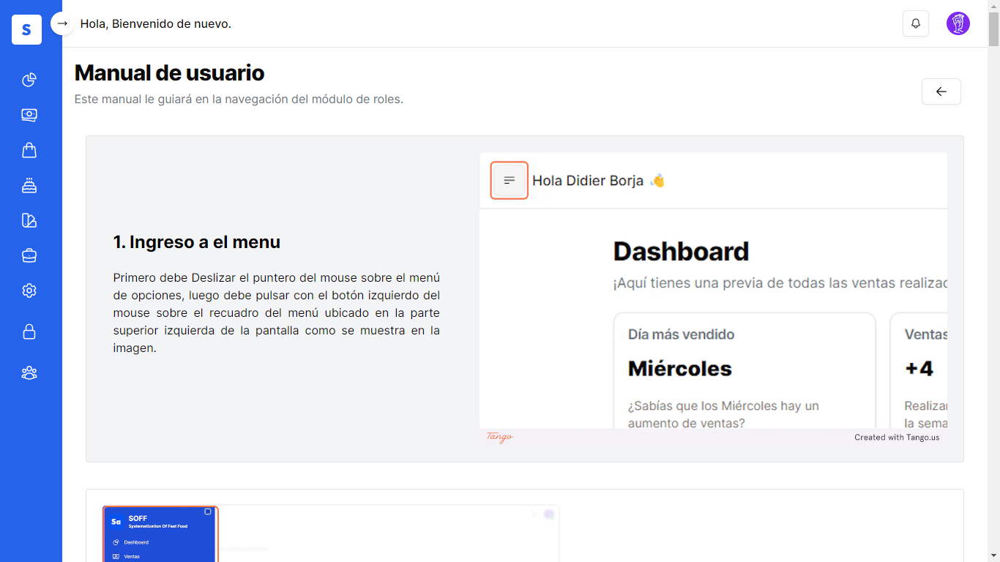 S
Hola, Bienvenido de nuevo.
Manual de usuario
Este manual le guiará en la navegación del módulo de roles.
1. Ingreso a el menu
Primero debe Deslizar el puntero del mouse sobre el menú
de opciones, luego debe pulsar con el botón izquierdo del
mouse sobre el recuadro del menú ubicado en la parte
superior izquierda de la pantalla como se muestra en la
imagen.
Hola Didier Borja 👋
Dashboard
¡Aquí tienes una previa de todas las ventas realizad
Día más vendido
Miércoles
¿Sabías que los Miércoles hay un
aumento de ventas?
Ventas
+4
Realizar
la sema
Tango
Created with Tango.us
Sa
SOFF
Systematization Of Fast Food
Dashboard
Ventas